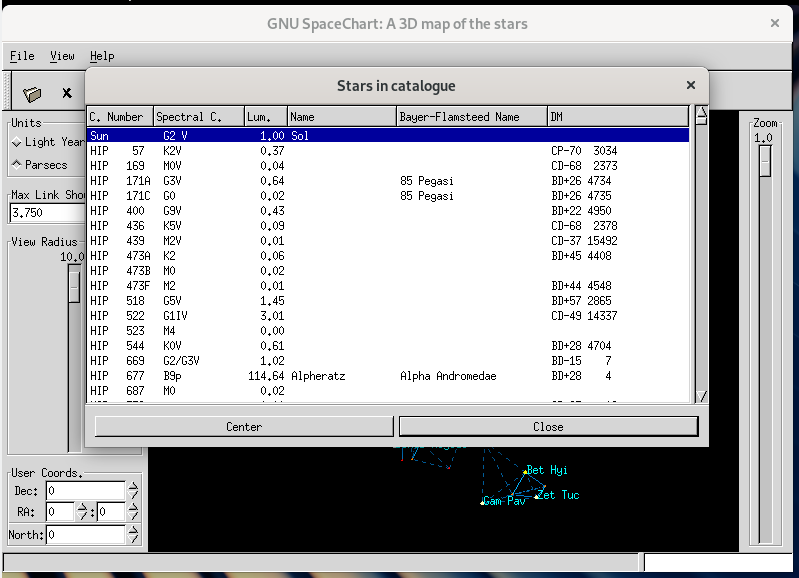 GNU SpaceChart: A 3D map of the stars
File View Help
Stars in catalogue
C. Number Spectral C. Lum. Name Bayer-Flamsteed Name DM
Sun G2 V 1.00 Sol
HIP 57 K2V 0.37 CP-70 3034
HIP 169 M0V 0.04 CD-68 2373
HIP 171A G3V 0.64 85 Pegasi BD+26 4734
HIP 171C G0 0.02 85 Pegasi BD+26 4735
HIP 400 G9V 0.43 BD+22 4950
HIP 436 K5V 0.09 CD-68 2378
HIP 439 M2V 0.01 CD-37 15492
HIP 473A K2 0.06 BD+45 4408
HIP 473B M0 0.02
HIP 473F M2 0.01 BD+44 4548
HIP 518 G5V 1.45 BD+57 2865
HIP 522 G1IV 3.01 CD-49 14337
HIP 523 M4 0.00
HIP 544 K0V 0.61 BD+28 4704
HIP 669 G2/G3V 1.02 BD-15 7
HIP 677 B9p 114.64 Alpheratz Alpha Andromedae BD+28 4
HIP 687 M0 0.02
Center Close
Units
Light Year
Parsecs
Max Link Sho
3.750
View Radius
10.0
User Coords.
Dec: 0
RA: 0 : 0
North: 0
Bet Hyi
Gam Pav Zet Tuc
Zoom
1.0